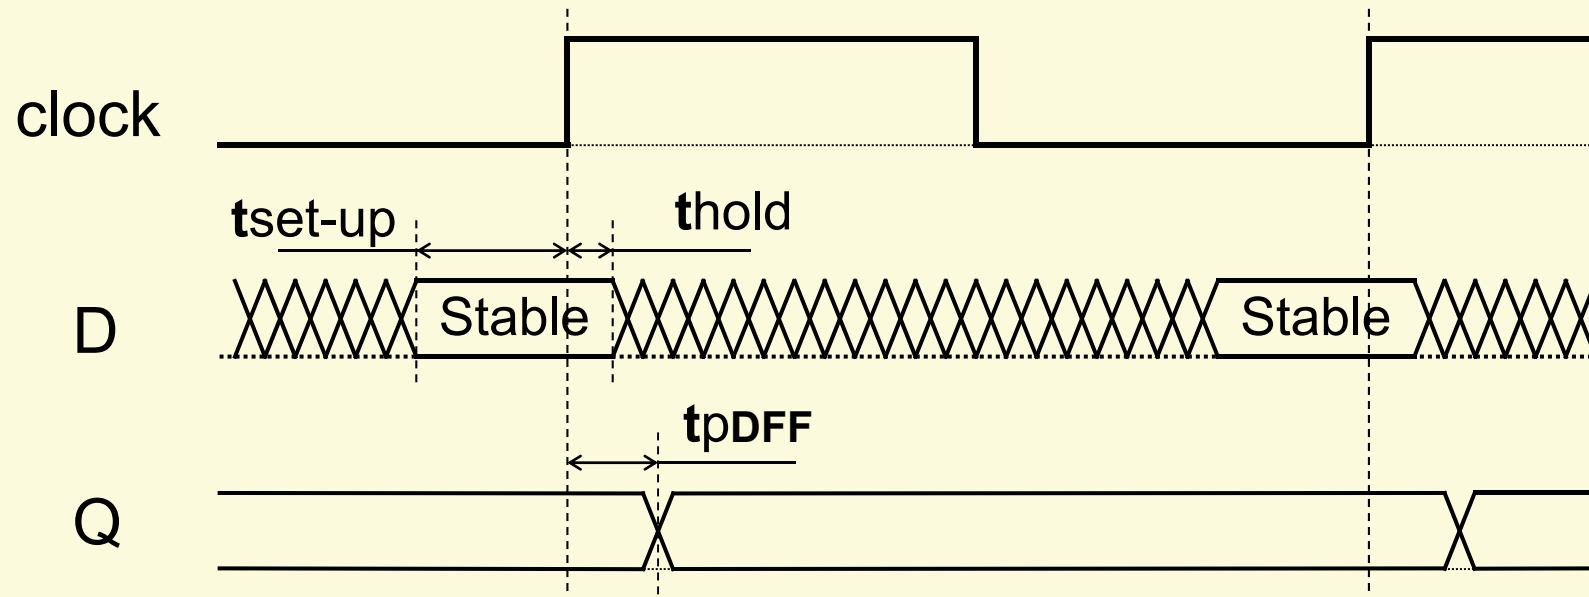 clock
tset-up
thold
D
Stable
Stable
tpDFF
Q